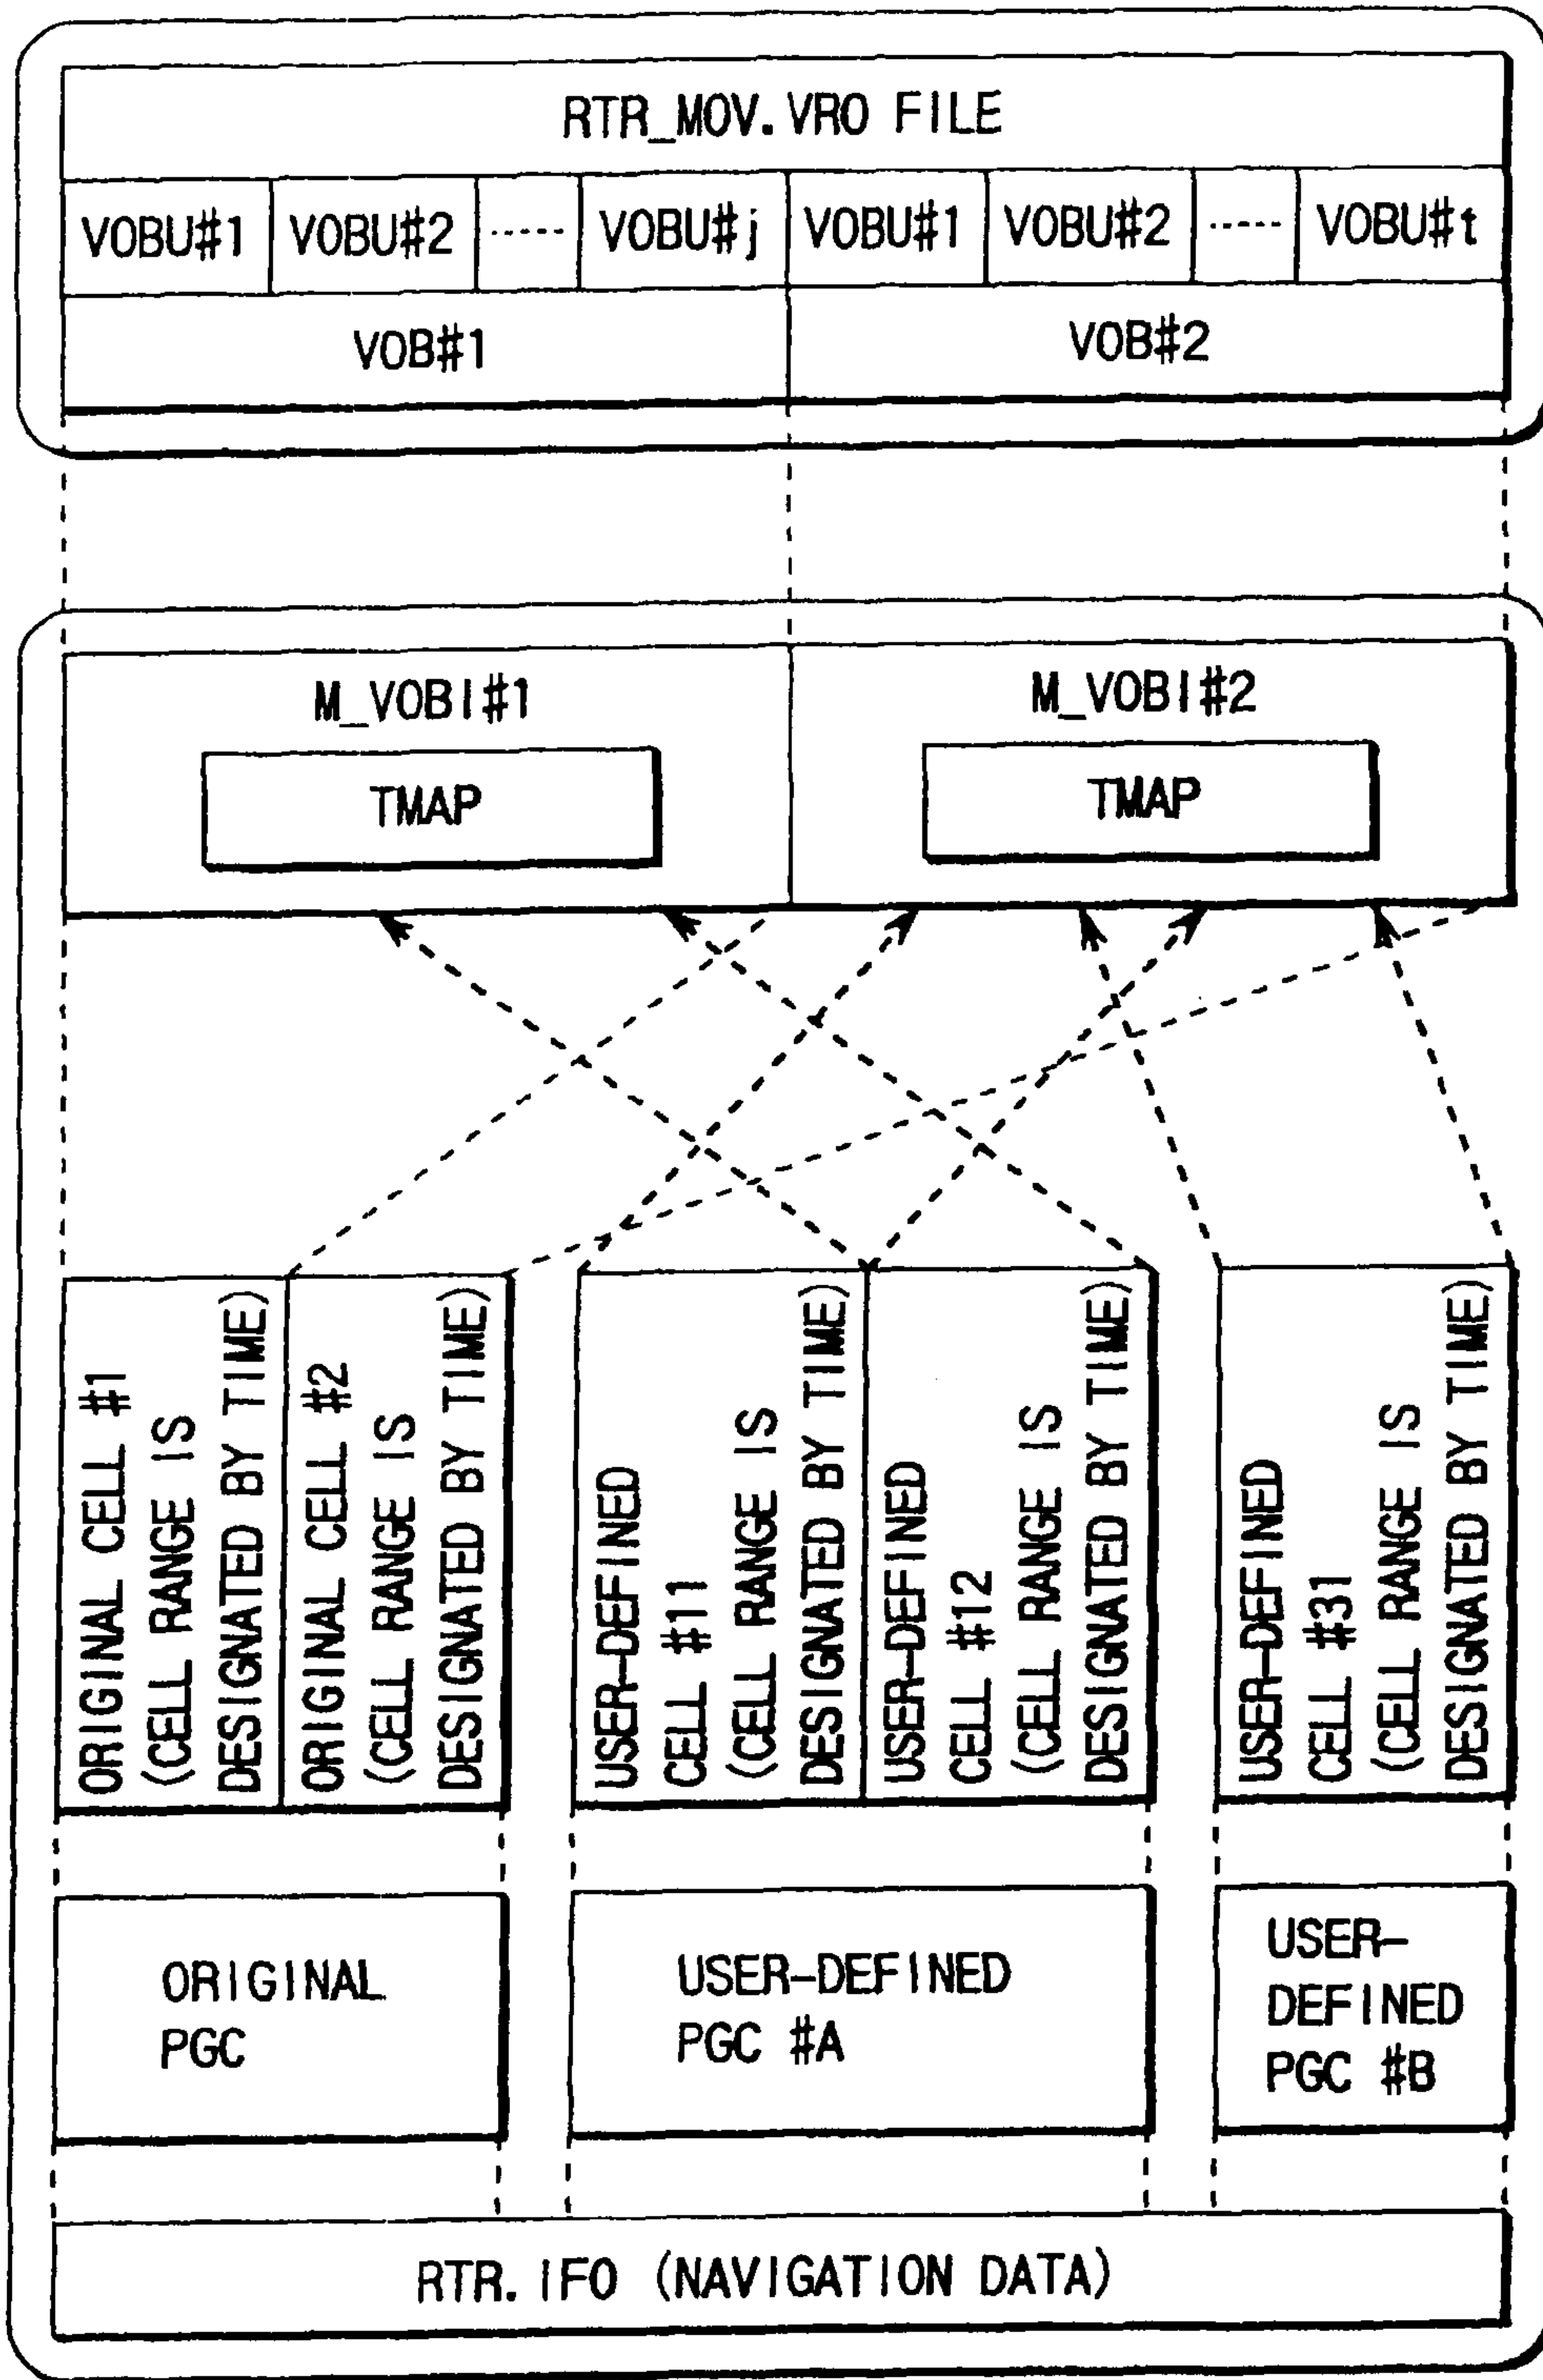 RTR_MOV.VRO FILE
VOBU#1 VOBU#2 ----- VOBU#j VOBU#1 VOBU#2 ----- VOBU#t
VOB#1 VOB#2
M_VOBI#1 M_VOBI#2
TMAP TMAP
ORIGINAL CELL #1
(CELL RANGE IS
DESIGNATED BY TIME)
ORIGINAL CELL #2
(CELL RANGE IS
DESIGNATED BY TIME)
USER-DEFINED
CELL #11
(CELL RANGE IS
DESIGNATED BY TIME)
USER-DEFINED
CELL #12
(CELL RANGE IS
DESIGNATED BY TIME)
USER-DEFINED
CELL #31
(CELL RANGE IS
DESIGNATED BY TIME)
ORIGINAL
PGC
USER-DEFINED
PGC #A
USER-
DEFINED
PGC #B
RTR.IFO (NAVIGATION DATA)